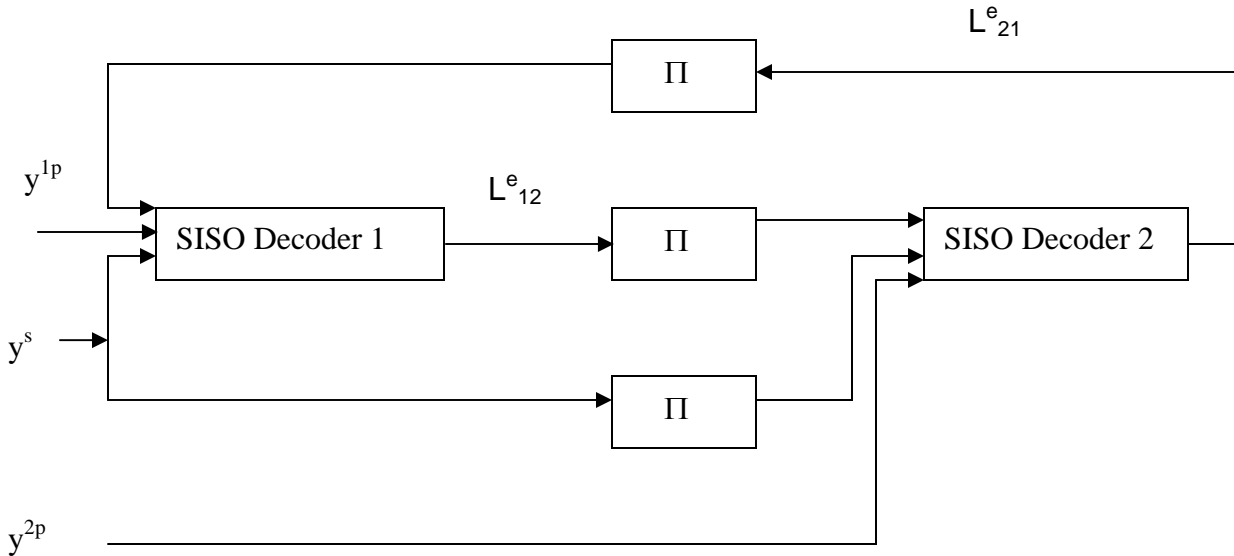 L^e_21
Π
y^1p
L^e_12
SISO Decoder 1
Π
SISO Decoder 2
y^s
Π
y^2p